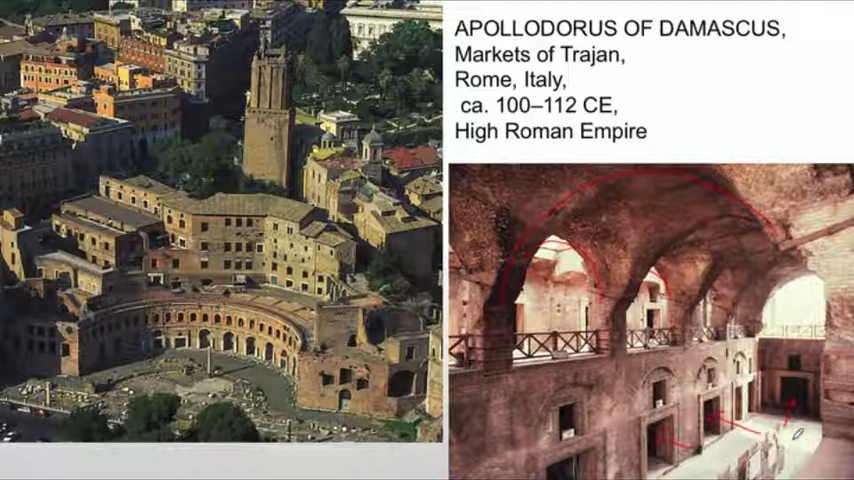 APOLLODORUS OF DAMASCUS,
Markets of Trajan,
Rome, Italy,
ca. 100–112 CE,
High Roman Empire